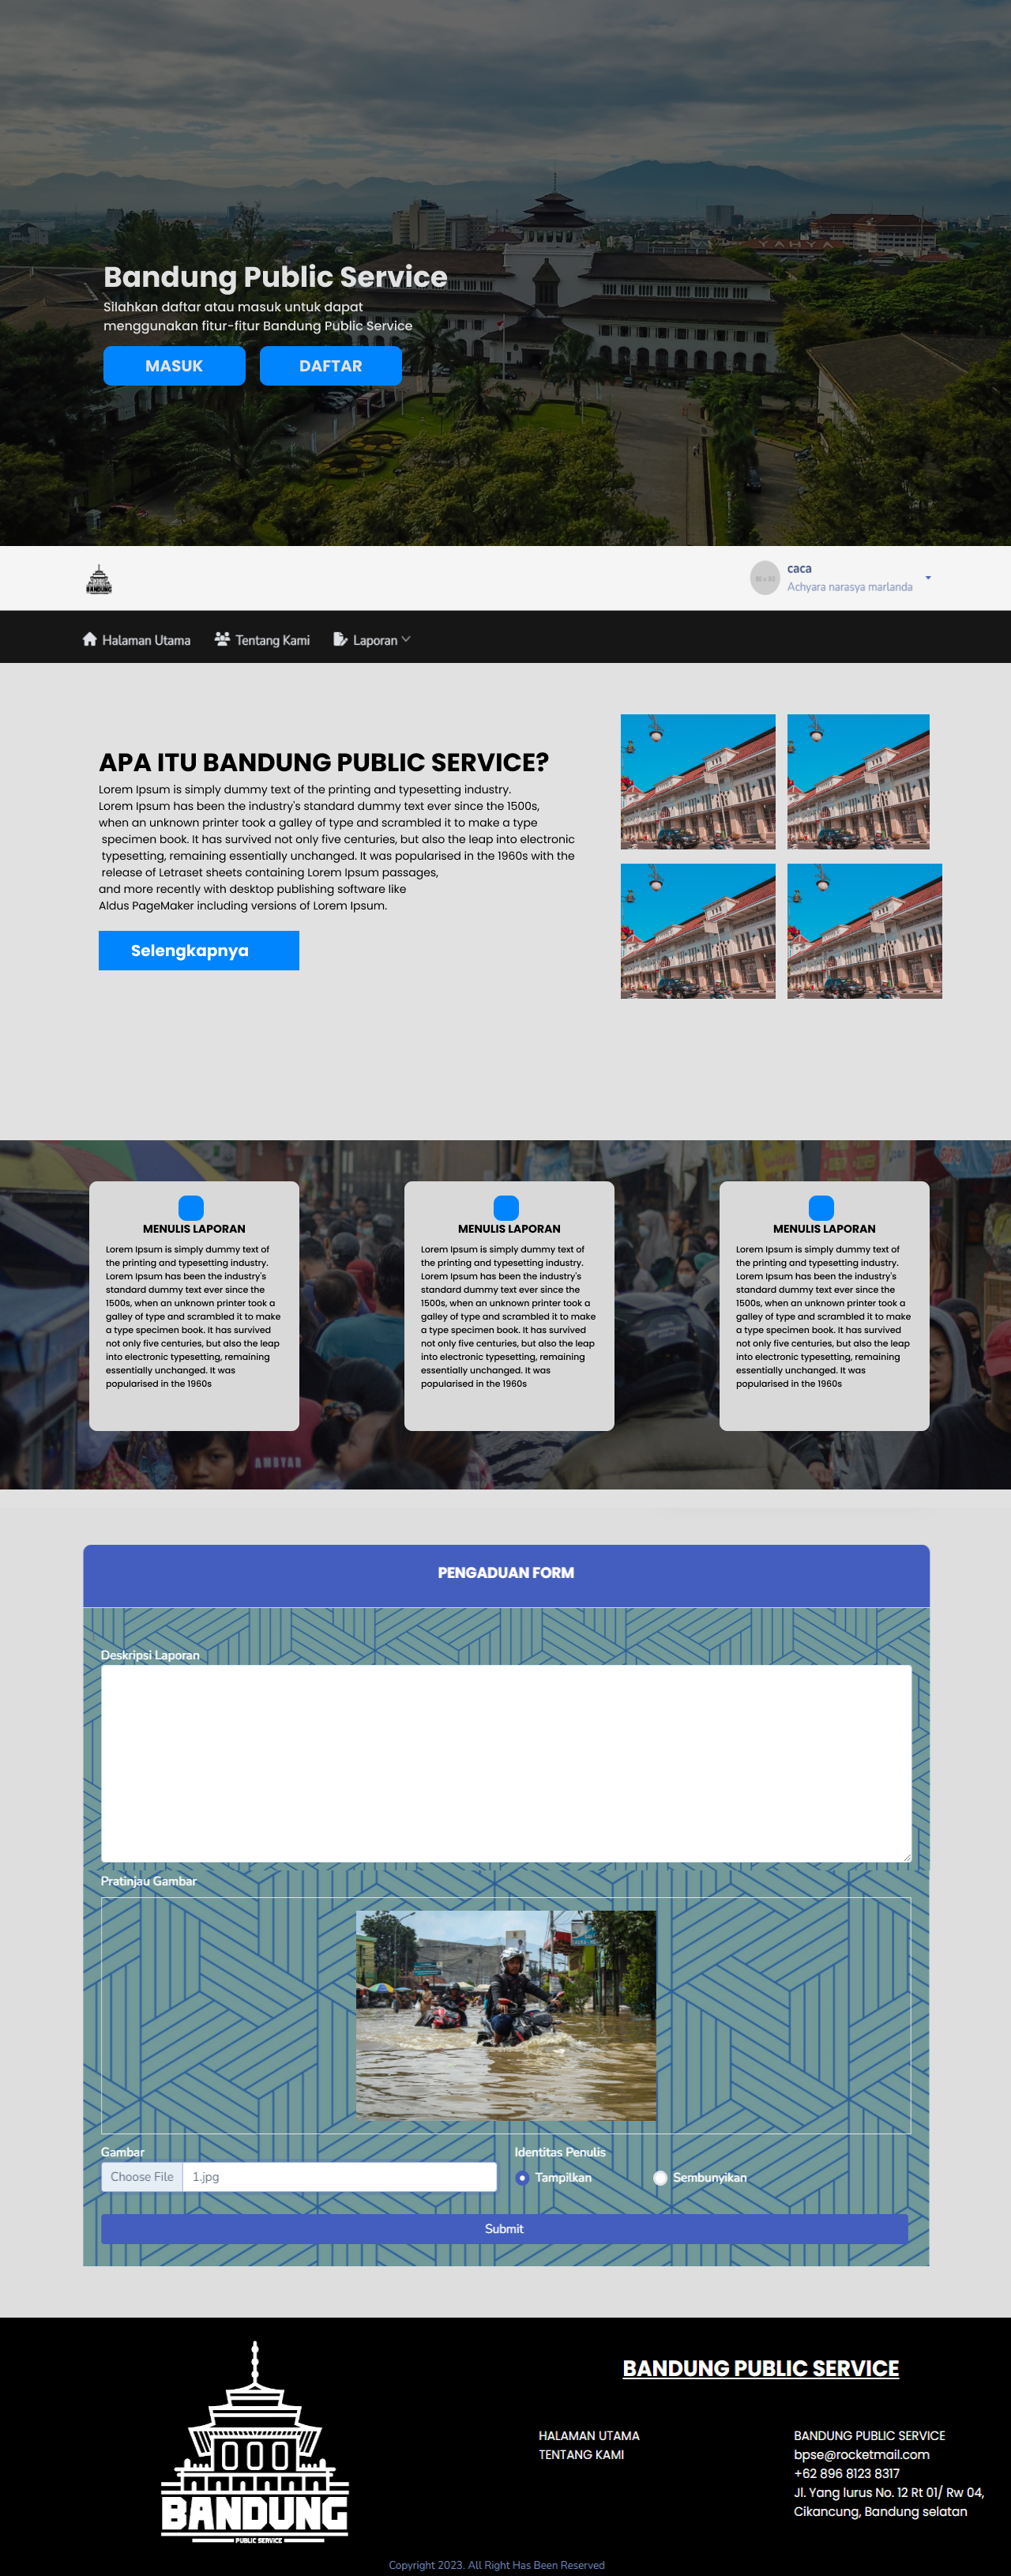 YAHYA
Bandung Public Service
Silahkan daftar atau masuk untuk dapat
menggunakan fitur-fitur Bandung Public Service
MASUK
DAFTAR
BANDUNG
caca
Achyara narasya marlanda
Halaman Utama
Tentang Kami
Laporan
APA ITU BANDUNG PUBLIC SERVICE?
Lorem Ipsum is simply dummy text of the printing and typesetting industry.
Lorem Ipsum has been the industry's standard dummy text ever since the 1500s,
when an unknown printer took a galley of type and scrambled it to make a type
specimen book. It has survived not only five centuries, but also the leap into electronic
typesetting, remaining essentially unchanged. It was popularised in the 1960s with the
release of Letraset sheets containing Lorem Ipsum passages,
and more recently with desktop publishing software like
Aldus PageMaker including versions of Lorem Ipsum.
Selengkapnya
MENULIS LAPORAN
Lorem Ipsum is simply dummy text of
the printing and typesetting industry.
Lorem Ipsum has been the industry's
standard dummy text ever since the
1500s, when an unknown printer took a
galley of type and scrambled it to make
a type specimen book. It has survived
not only five centuries, but also the leap
into electronic typesetting, remaining
essentially unchanged. It was
popularised in the 1960s
MENULIS LAPORAN
Lorem Ipsum is simply dummy text of
the printing and typesetting industry.
Lorem Ipsum has been the industry's
standard dummy text ever since the
1500s, when an unknown printer took a
galley of type and scrambled it to make
a type specimen book. It has survived
not only five centuries, but also the leap
into electronic typesetting, remaining
essentially unchanged. It was
popularised in the 1960s
MENULIS LAPORAN
Lorem Ipsum is simply dummy text of
the printing and typesetting industry.
Lorem Ipsum has been the industry's
standard dummy text ever since the
1500s, when an unknown printer took a
galley of type and scrambled it to make
a type specimen book. It has survived
not only five centuries, but also the leap
into electronic typesetting, remaining
essentially unchanged. It was
popularised in the 1960s
AMBYAR
PENGADUAN FORM
Deskripsi Laporan
Pratinjau Gambar
Gambar
Choose File
1.jpg
Identitas Penulis
Tampilkan
Sembunyikan
Submit
BANDUNG
PUBLIC SERVICE
BANDUNG PUBLIC SERVICE
HALAMAN UTAMA
TENTANG KAMI
BANDUNG PUBLIC SERVICE
bpse@rocketmail.com
+62 896 8123 8317
Jl. Yang lurus No. 12 Rt 01/ Rw 04,
Cikancung, Bandung selatan
Copyright 2023. All Right Has Been Reserved